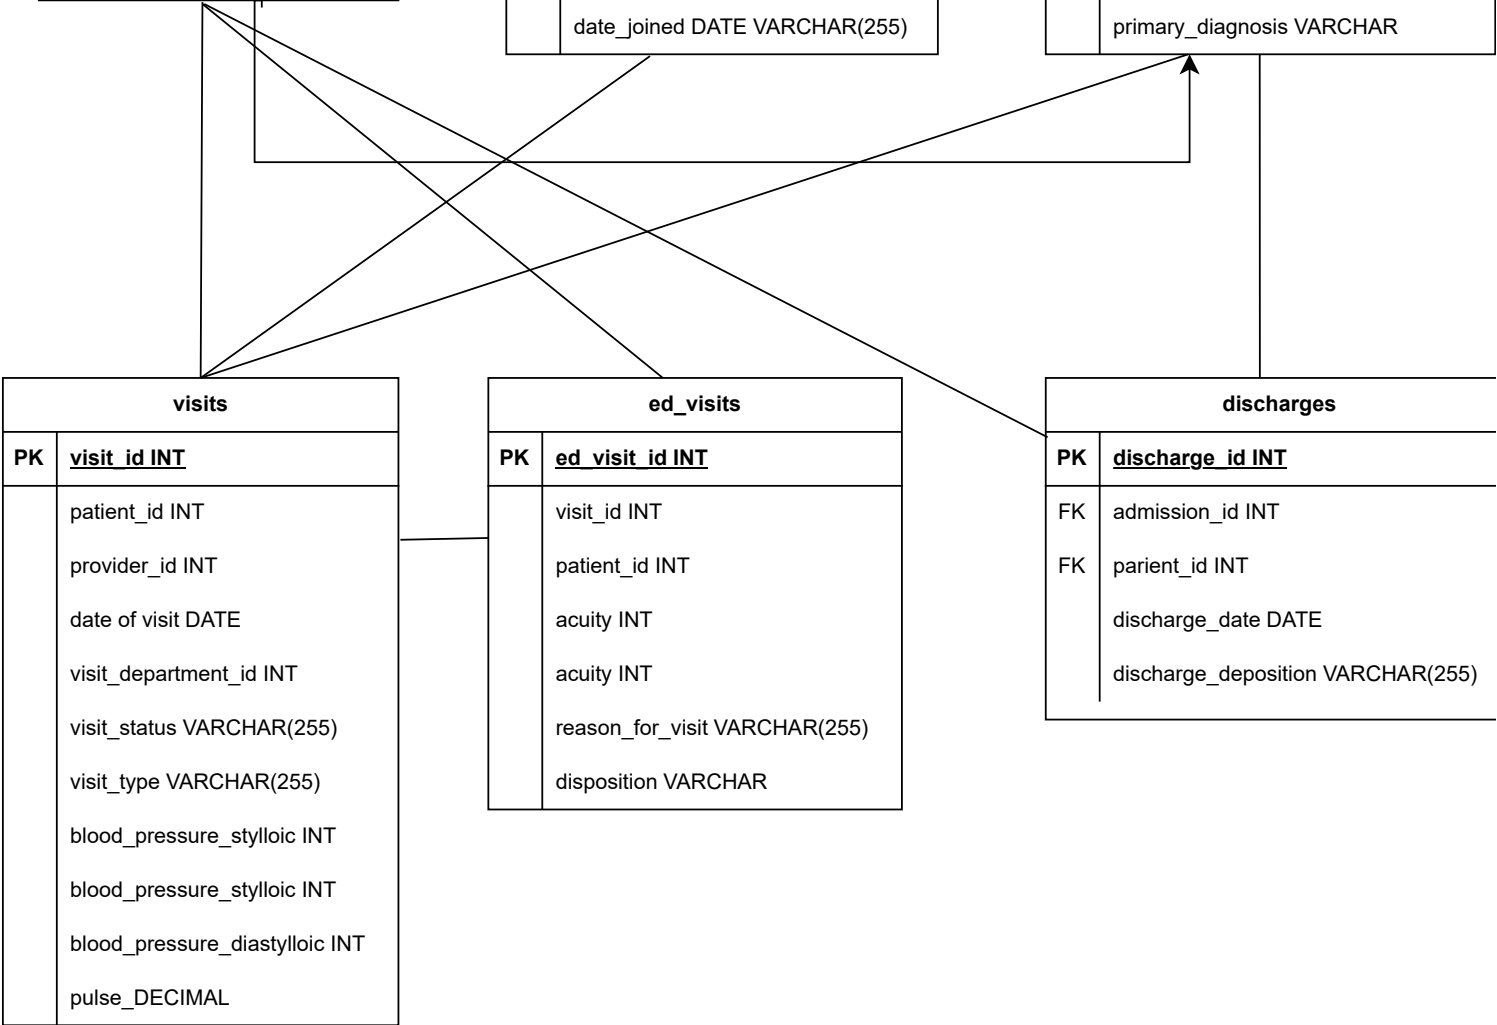 date_joined DATE VARCHAR(255)
primary_diagnosis VARCHAR
visits
PK visit_id INT
patient_id INT
provider_id INT
date of visit DATE
visit_department_id INT
visit_status VARCHAR(255)
visit_type VARCHAR(255)
blood_pressure_stylloic INT
blood_pressure_stylloic INT
blood_pressure_diastylloic INT
pulse_DECIMAL
ed_visits
PK ed_visit_id INT
visit_id INT
patient_id INT
acuity INT
acuity INT
reason_for_visit VARCHAR(255)
disposition VARCHAR
discharges
PK discharge_id INT
FK admission_id INT
FK parient_id INT
discharge_date DATE
discharge_deposition VARCHAR(255)